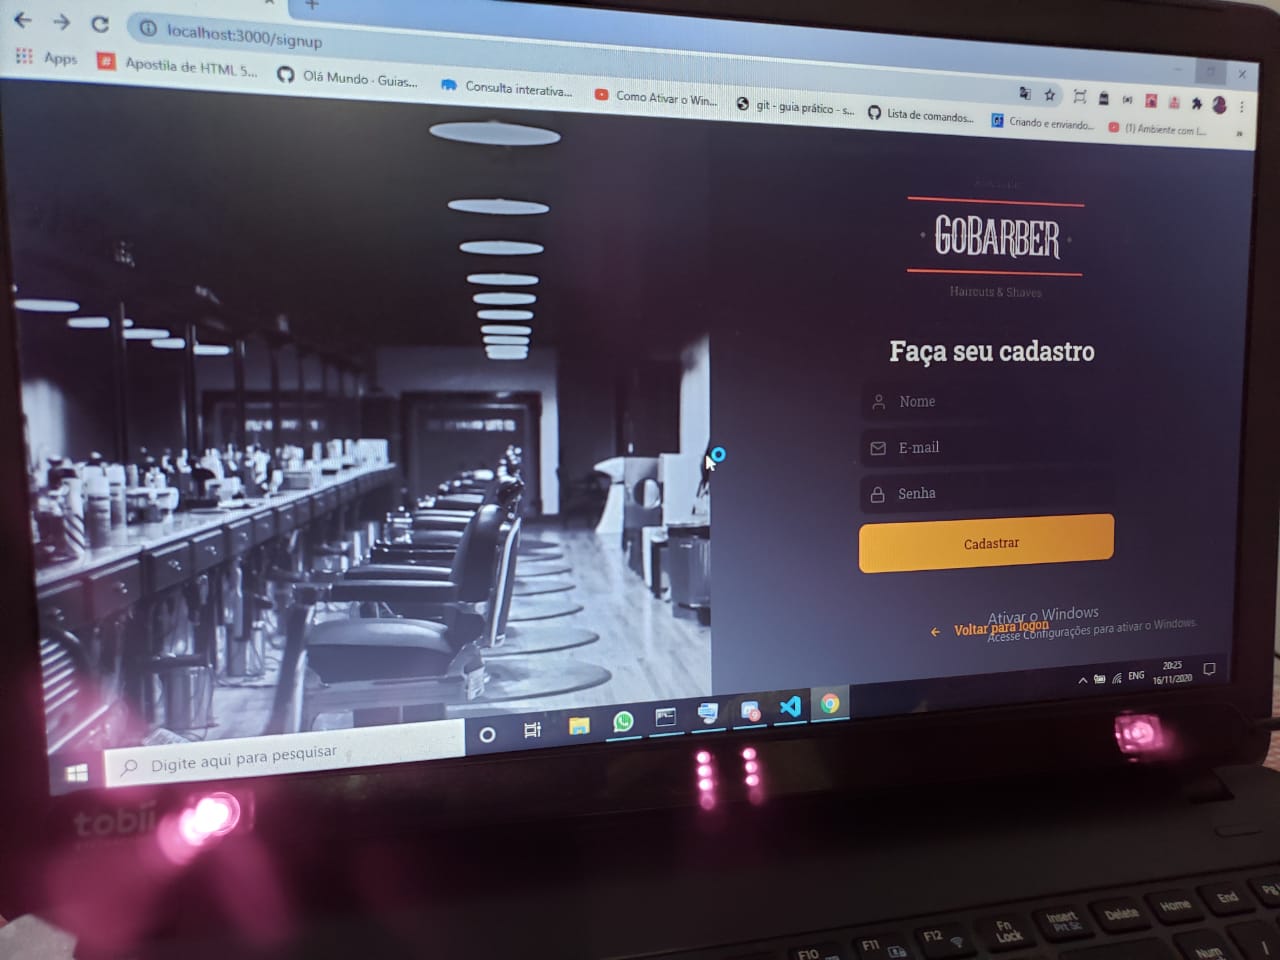 localhost:3000/signup
Apps
Apostila de HTML 5...
Olá Mundo · Guias...
Consulta interativa...
Como Ativar o Win...
git - guia prático - s...
Lista de comandos...
Criando e enviando...
(1) Ambiente com L...
»
GOBARBER
Haircuts & Shaves
Faça seu cadastro
Nome
E-mail
Senha
Cadastrar
Ativar o Windows
Voltar para logon
Acesse Configurações para ativar o Windows.
ENG
20:25
16/11/2020
Digite aqui para pesquisar
tobii
F10
F11
F12
Fn Lock
Insert
Prt Sc
Delete
Home
End
Pg
Num